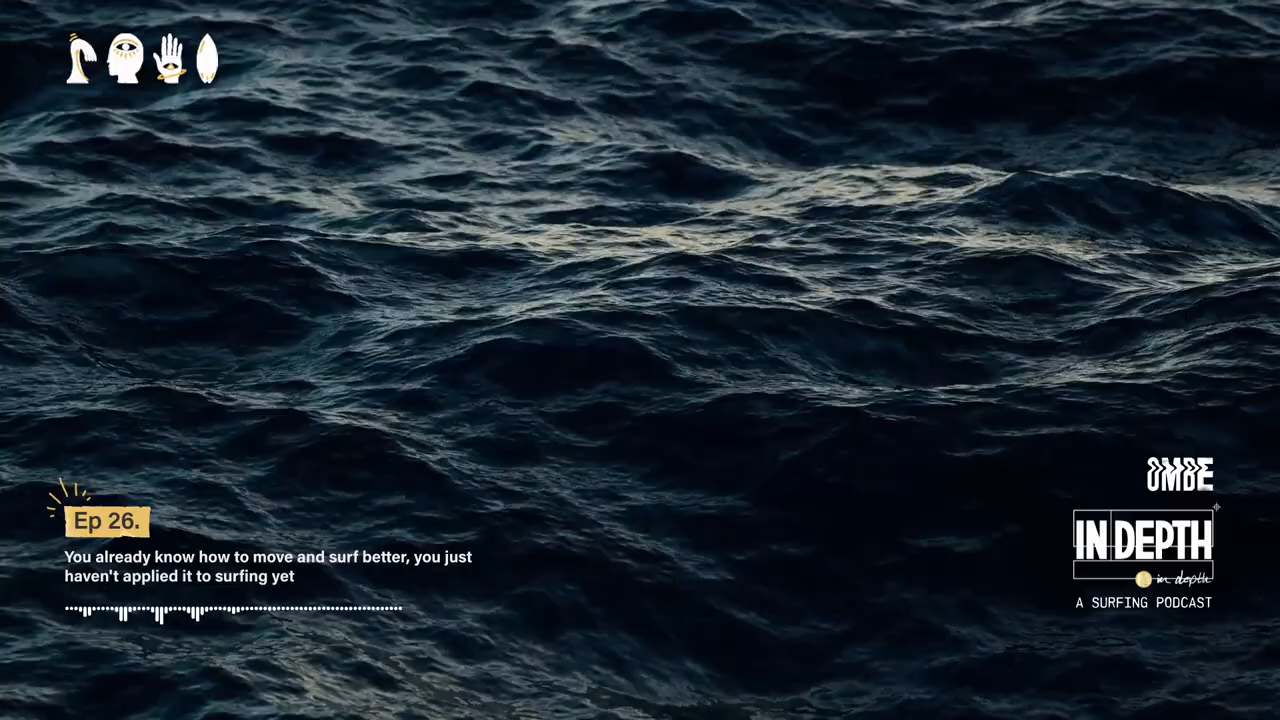 OMBE
IN DEPTH
in depth
A SURFING PODCAST
Ep 26.
You already know how to move and surf better, you just
haven't applied it to surfing yet